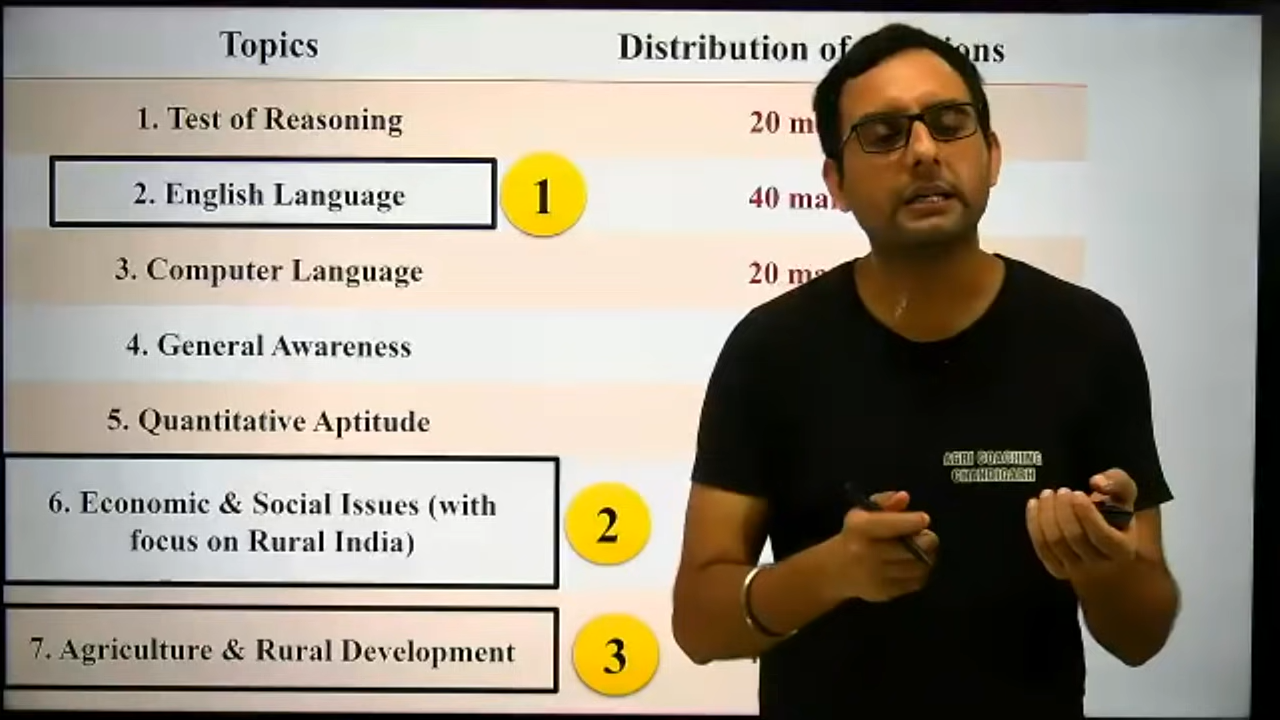 Topics
Distribution of
1. Test of Reasoning
20
2. English Language
1
40
3. Computer Language
20
4. General Awareness
5. Quantitative Aptitude
6. Economic & Social Issues (with
focus on Rural India)
2
7. Agriculture & Rural Development
3
AGRI COACHING
CHANDIGARH